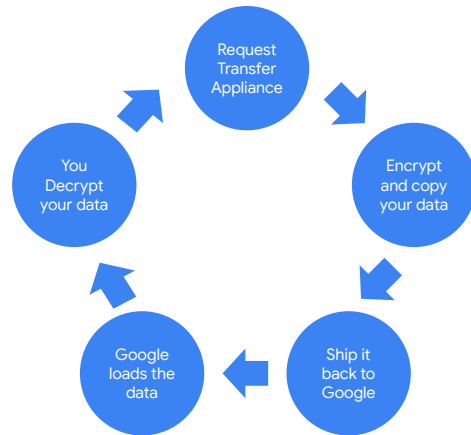 Request
Transfer
Appliance
Encrypt
and copy
your data
Ship it
back to
Google
Google
loads the
data
You
Decrypt
your data